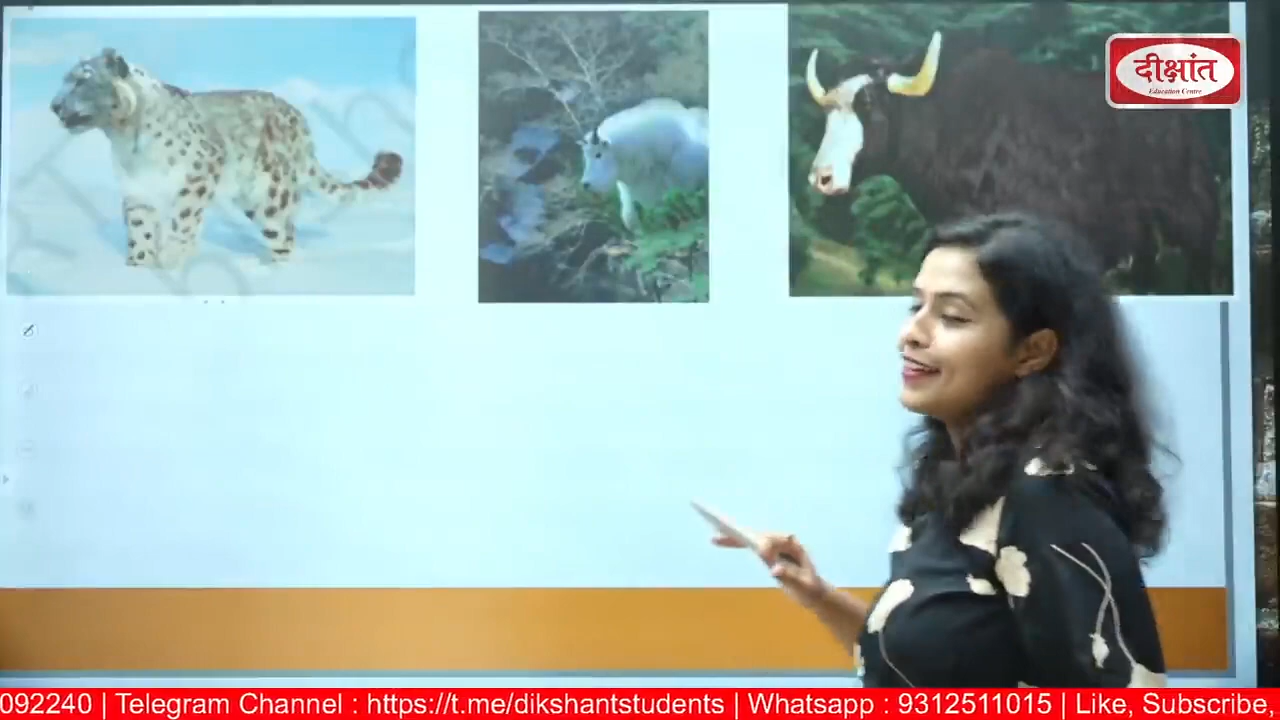 दीक्षांत
Education Centre
092240 | Telegram Channel : https://t.me/dikshantstudents | Whatsapp : 9312511015 | Like, Subscribe,